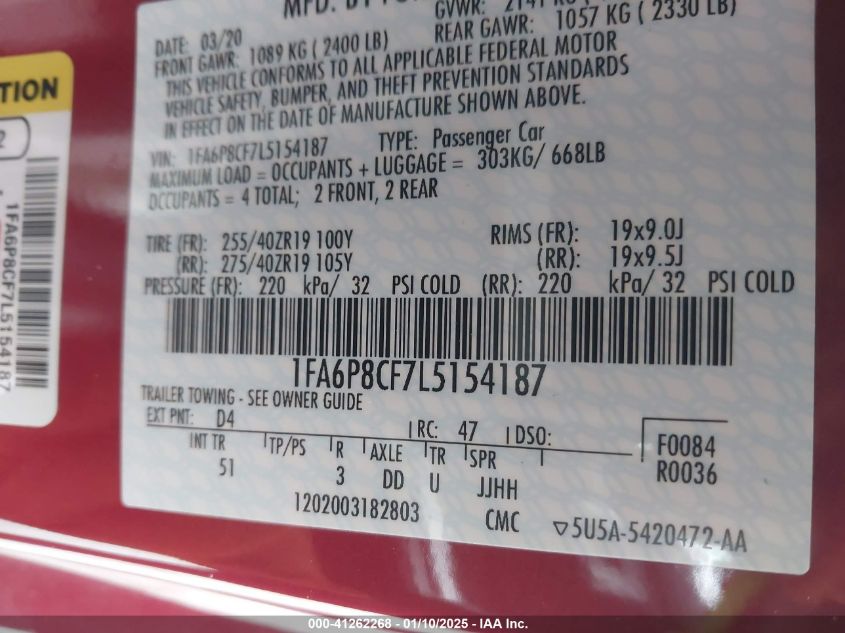 MFD. BY
GVWR:
DATE: 03/20
REAR GAWR: 1057 KG ( 2330 LB)
FRONT GAWR: 1089 KG ( 2400 LB)
THIS VEHICLE CONFORMS TO ALL APPLICABLE FEDERAL MOTOR
VEHICLE SAFETY, BUMPER, AND THEFT PREVENTION STANDARDS
IN EFFECT ON THE DATE OF MANUFACTURE SHOWN ABOVE.
VIN: 1FA6P8CF7L5154187 TYPE: Passenger Car
MAXIMUM LOAD = OCCUPANTS + LUGGAGE = 303KG/ 668LB
OCCUPANTS = 4 TOTAL; 2 FRONT, 2 REAR
TIRE (FR): 255/40ZR19 100Y RIMS (FR): 19x9.0J
(RR): 275/40ZR19 105Y (RR): 19x9.5J
PRESSURE (FR): 220 kPa/ 32 PSI COLD (RR): 220 kPa/ 32 PSI COLD
1FA6P8CF7L5154187
TRAILER TOWING - SEE OWNER GUIDE
EXT PNT: D4 RC: 47 DSO:
INT TR TP/PS R AXLE TR SPR
51 3 DD U JJHH
F0084
R0036
1202003182803 CMC 5U5A-5420472-AA
TION
2
1FA6P8CF7L5154187
000-41262268 - 01/10/2025 - IAA Inc.